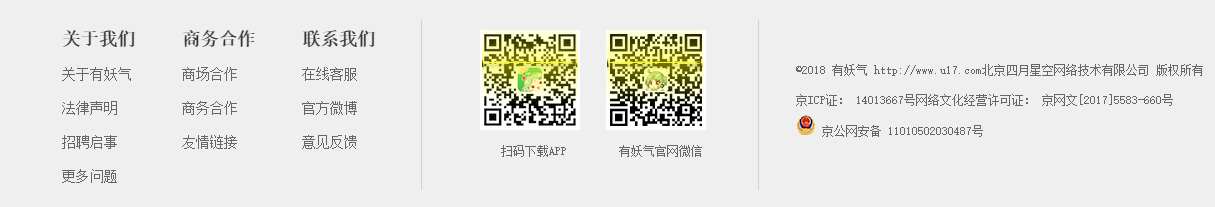 关于我们
关于有妖气
法律声明
招聘启事
更多问题
商务合作
商场合作
商务合作
友情链接
联系我们
在线客服
官方微博
意见反馈
扫码下载APP
有妖气官网微信
©2018 有妖气 http://www.u17.com北京四月星空网络技术有限公司 版权所有
京ICP证： 14013667号网络文化经营许可证： 京网文[2017]5583-660号
京公网安备 11010502030487号